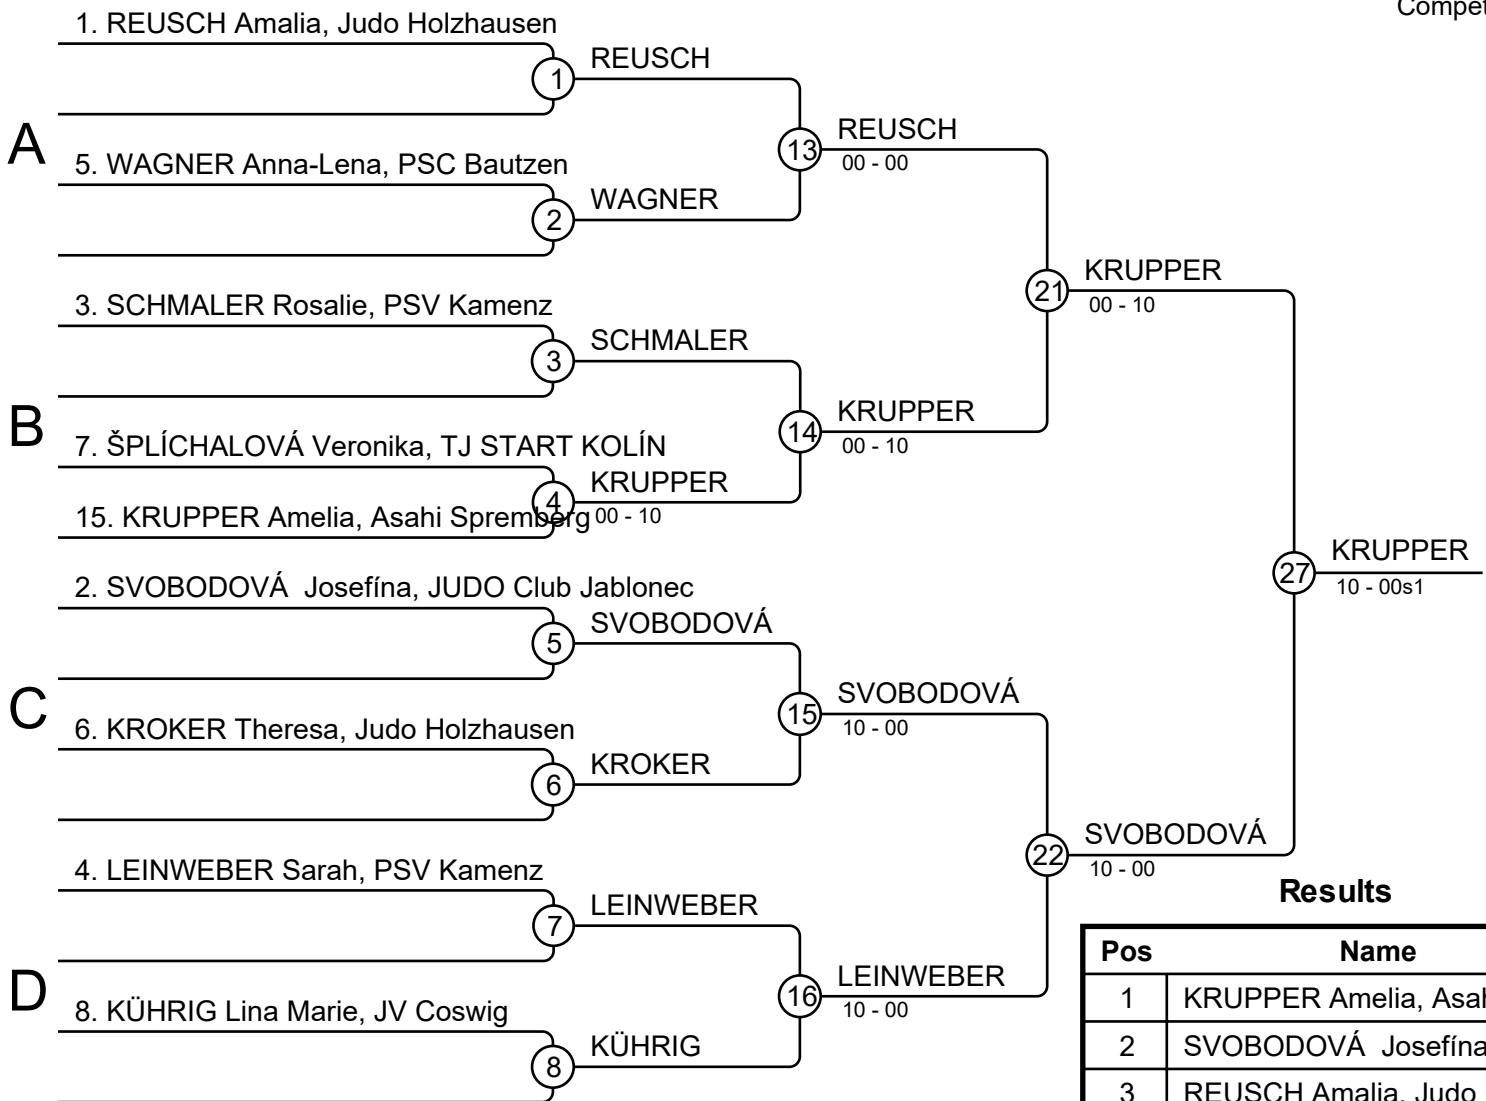 Compet
1. REUSCH Amalia, Judo Holzhausen
1
REUSCH
A
13
REUSCH
00 - 00
5. WAGNER Anna-Lena, PSC Bautzen
2
WAGNER
21
KRUPPER
00 - 10
3. SCHMALER Rosalie, PSV Kamenz
3
SCHMALER
B
14
KRUPPER
00 - 10
7. ŠPLÍCHALOVÁ Veronika, TJ START KOLÍN
4
KRUPPER
00 - 10
15. KRUPPER Amelia, Asahi Spremberg
27
KRUPPER
10 - 00s1
2. SVOBODOVÁ Josefína, JUDO Club Jablonec
5
SVOBODOVÁ
C
15
SVOBODOVÁ
10 - 00
6. KROKER Theresa, Judo Holzhausen
6
KROKER
22
SVOBODOVÁ
10 - 00
4. LEINWEBER Sarah, PSV Kamenz
7
LEINWEBER
D
16
LEINWEBER
10 - 00
8. KÜHRIG Lina Marie, JV Coswig
8
KÜHRIG
Results
Pos Name
1 KRUPPER Amelia, Asah
2 SVOBODOVÁ Josefína
3 REUSCH Amalia, Judo